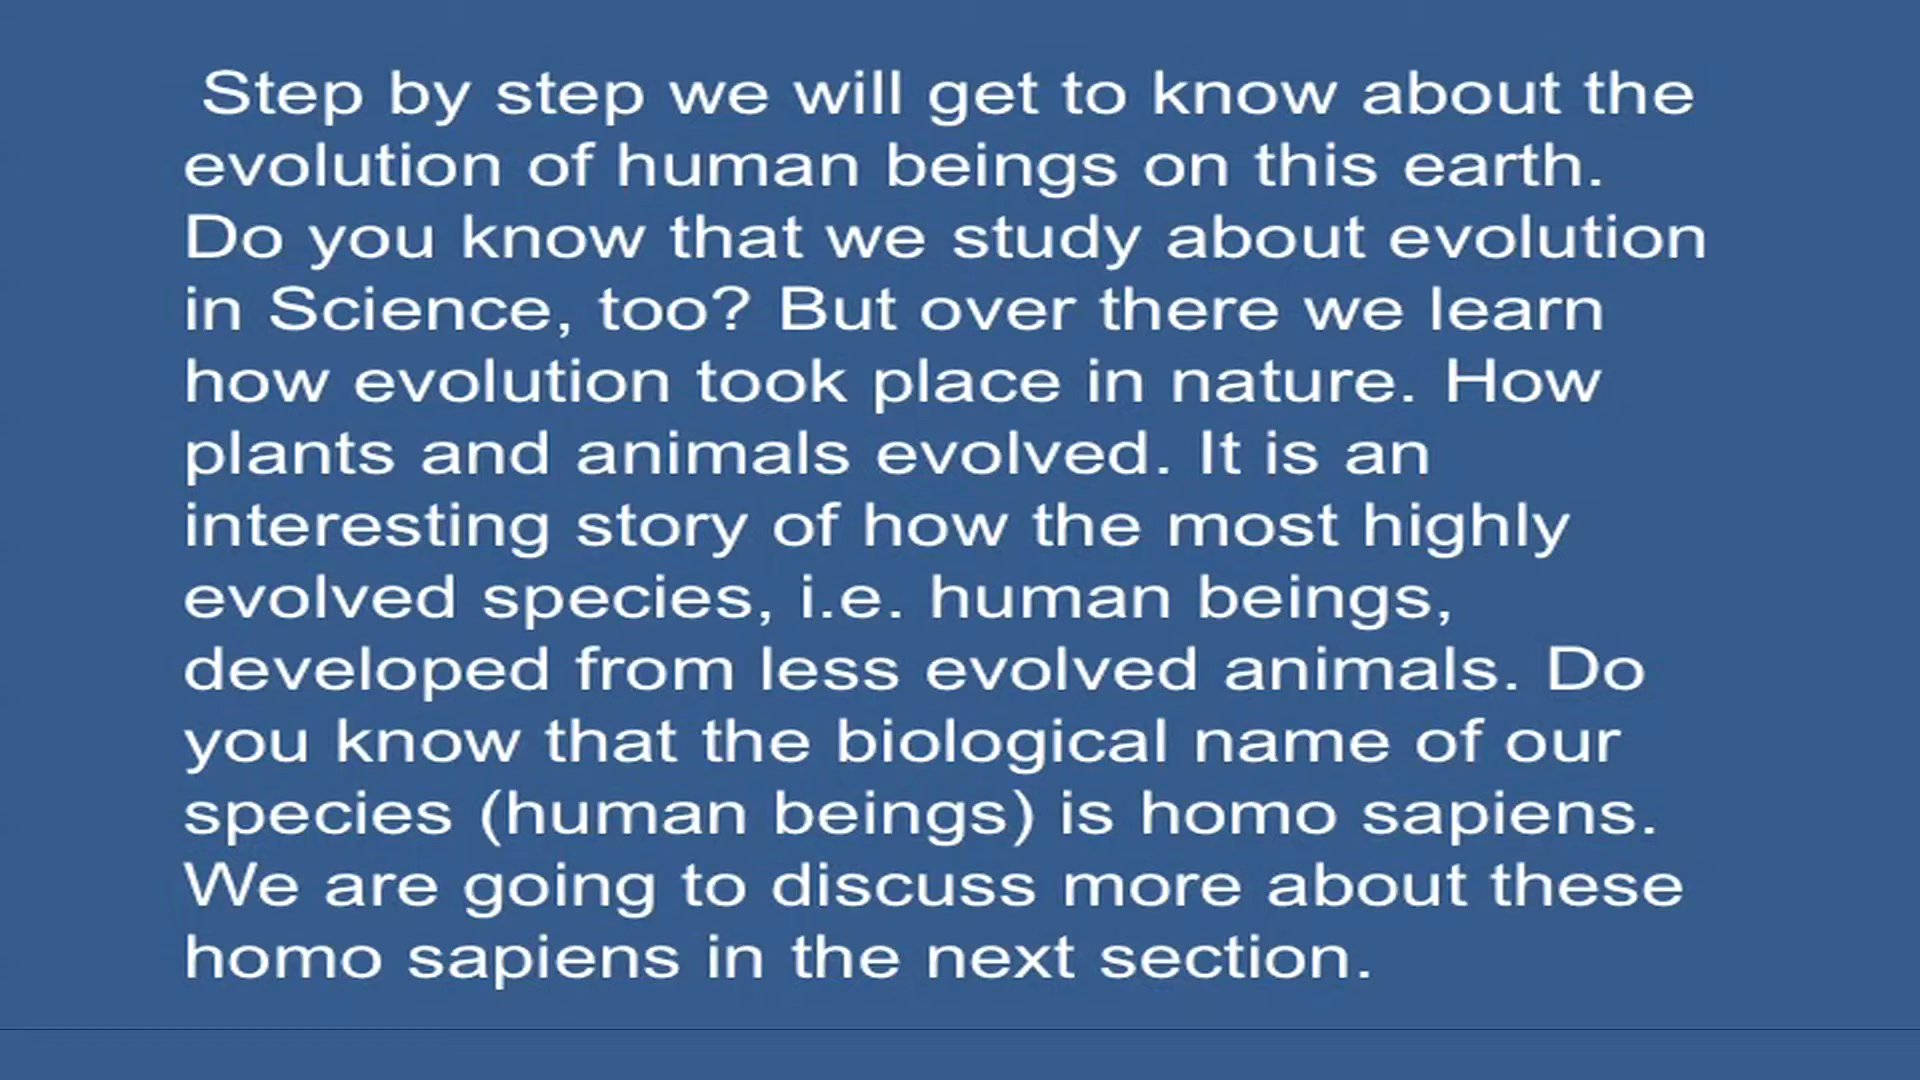 Step by step we will get to know about the
evolution of human beings on this earth.
Do you know that we study about evolution
in Science, too? But over there we learn
how evolution took place in nature. How
plants and animals evolved. It is an
interesting story of how the most highly
evolved species, i.e. human beings,
developed from less evolved animals. Do
you know that the biological name of our
species (human beings) is homo sapiens.
We are going to discuss more about these
homo sapiens in the next section.